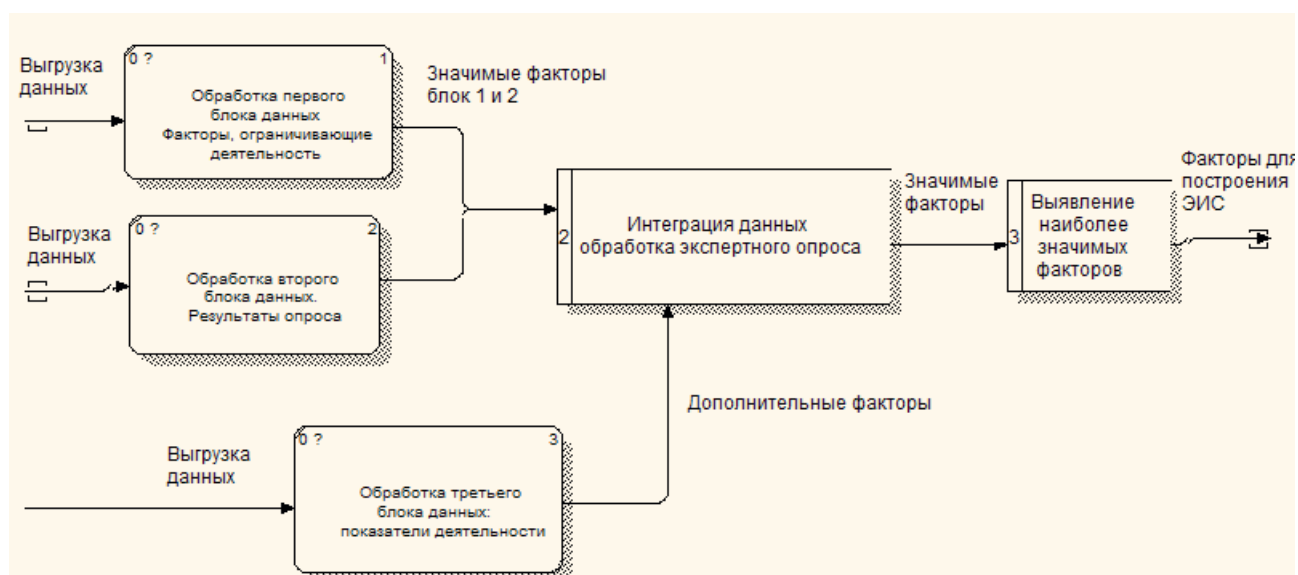 Выгрузка
данных
0 ?
1
Обработка первого
блока данных
Факторы, ограничивающие
деятельность
Значимые факторы
блок 1 и 2
Выгрузка
данных
0 ?
2
Обработка второго
блока данных.
Результаты опроса
2
Интеграция данных
обработка экспертного опроса
Значимые
факторы
3
Выявление
наиболее
значимых
факторов
Факторы для
построения
ЭИС
Дополнительные факторы
Выгрузка
данных
0 ?
3
Обработка третьего
блока данных:
показатели деятельности